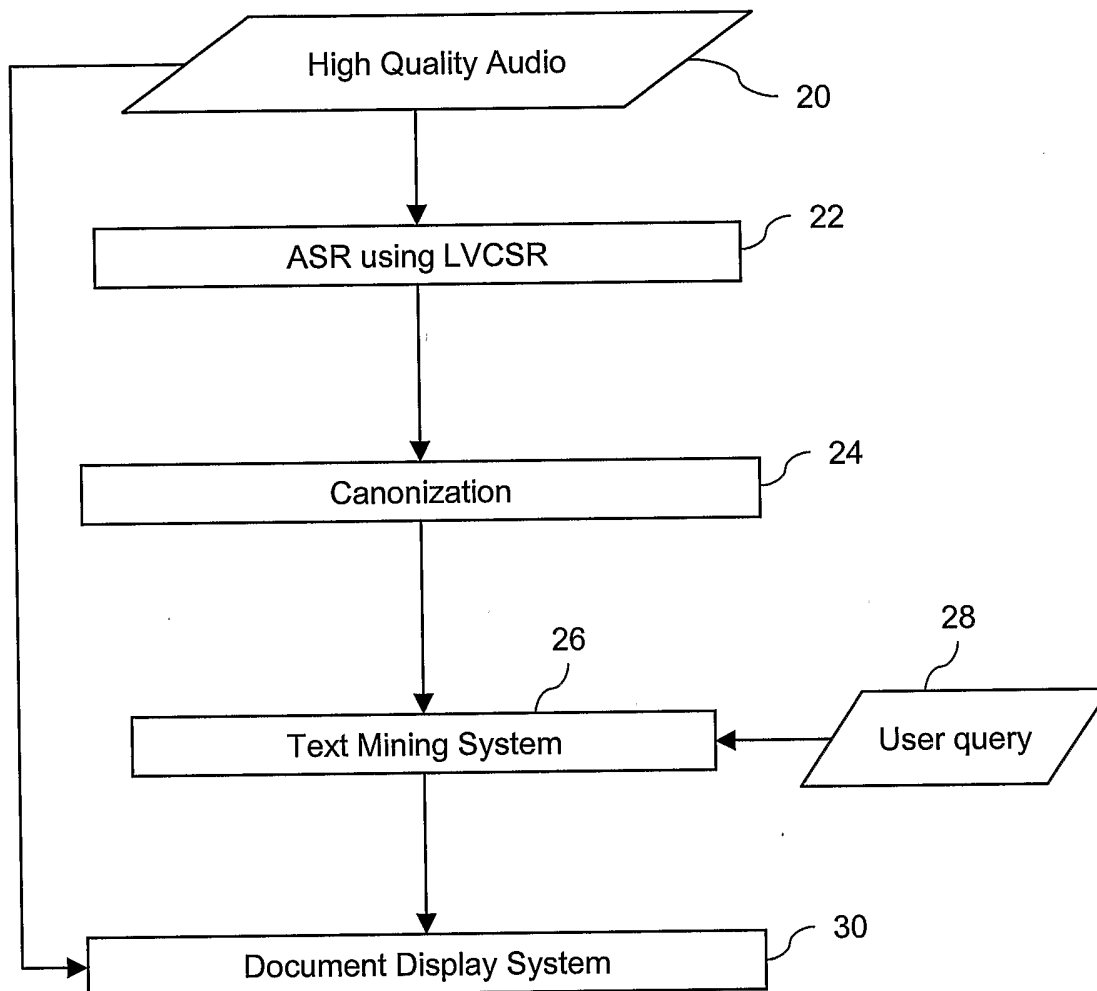 High Quality Audio
20
22
ASR using LVCSR
24
Canonization
26
28
Text Mining System
User query
30
Document Display System